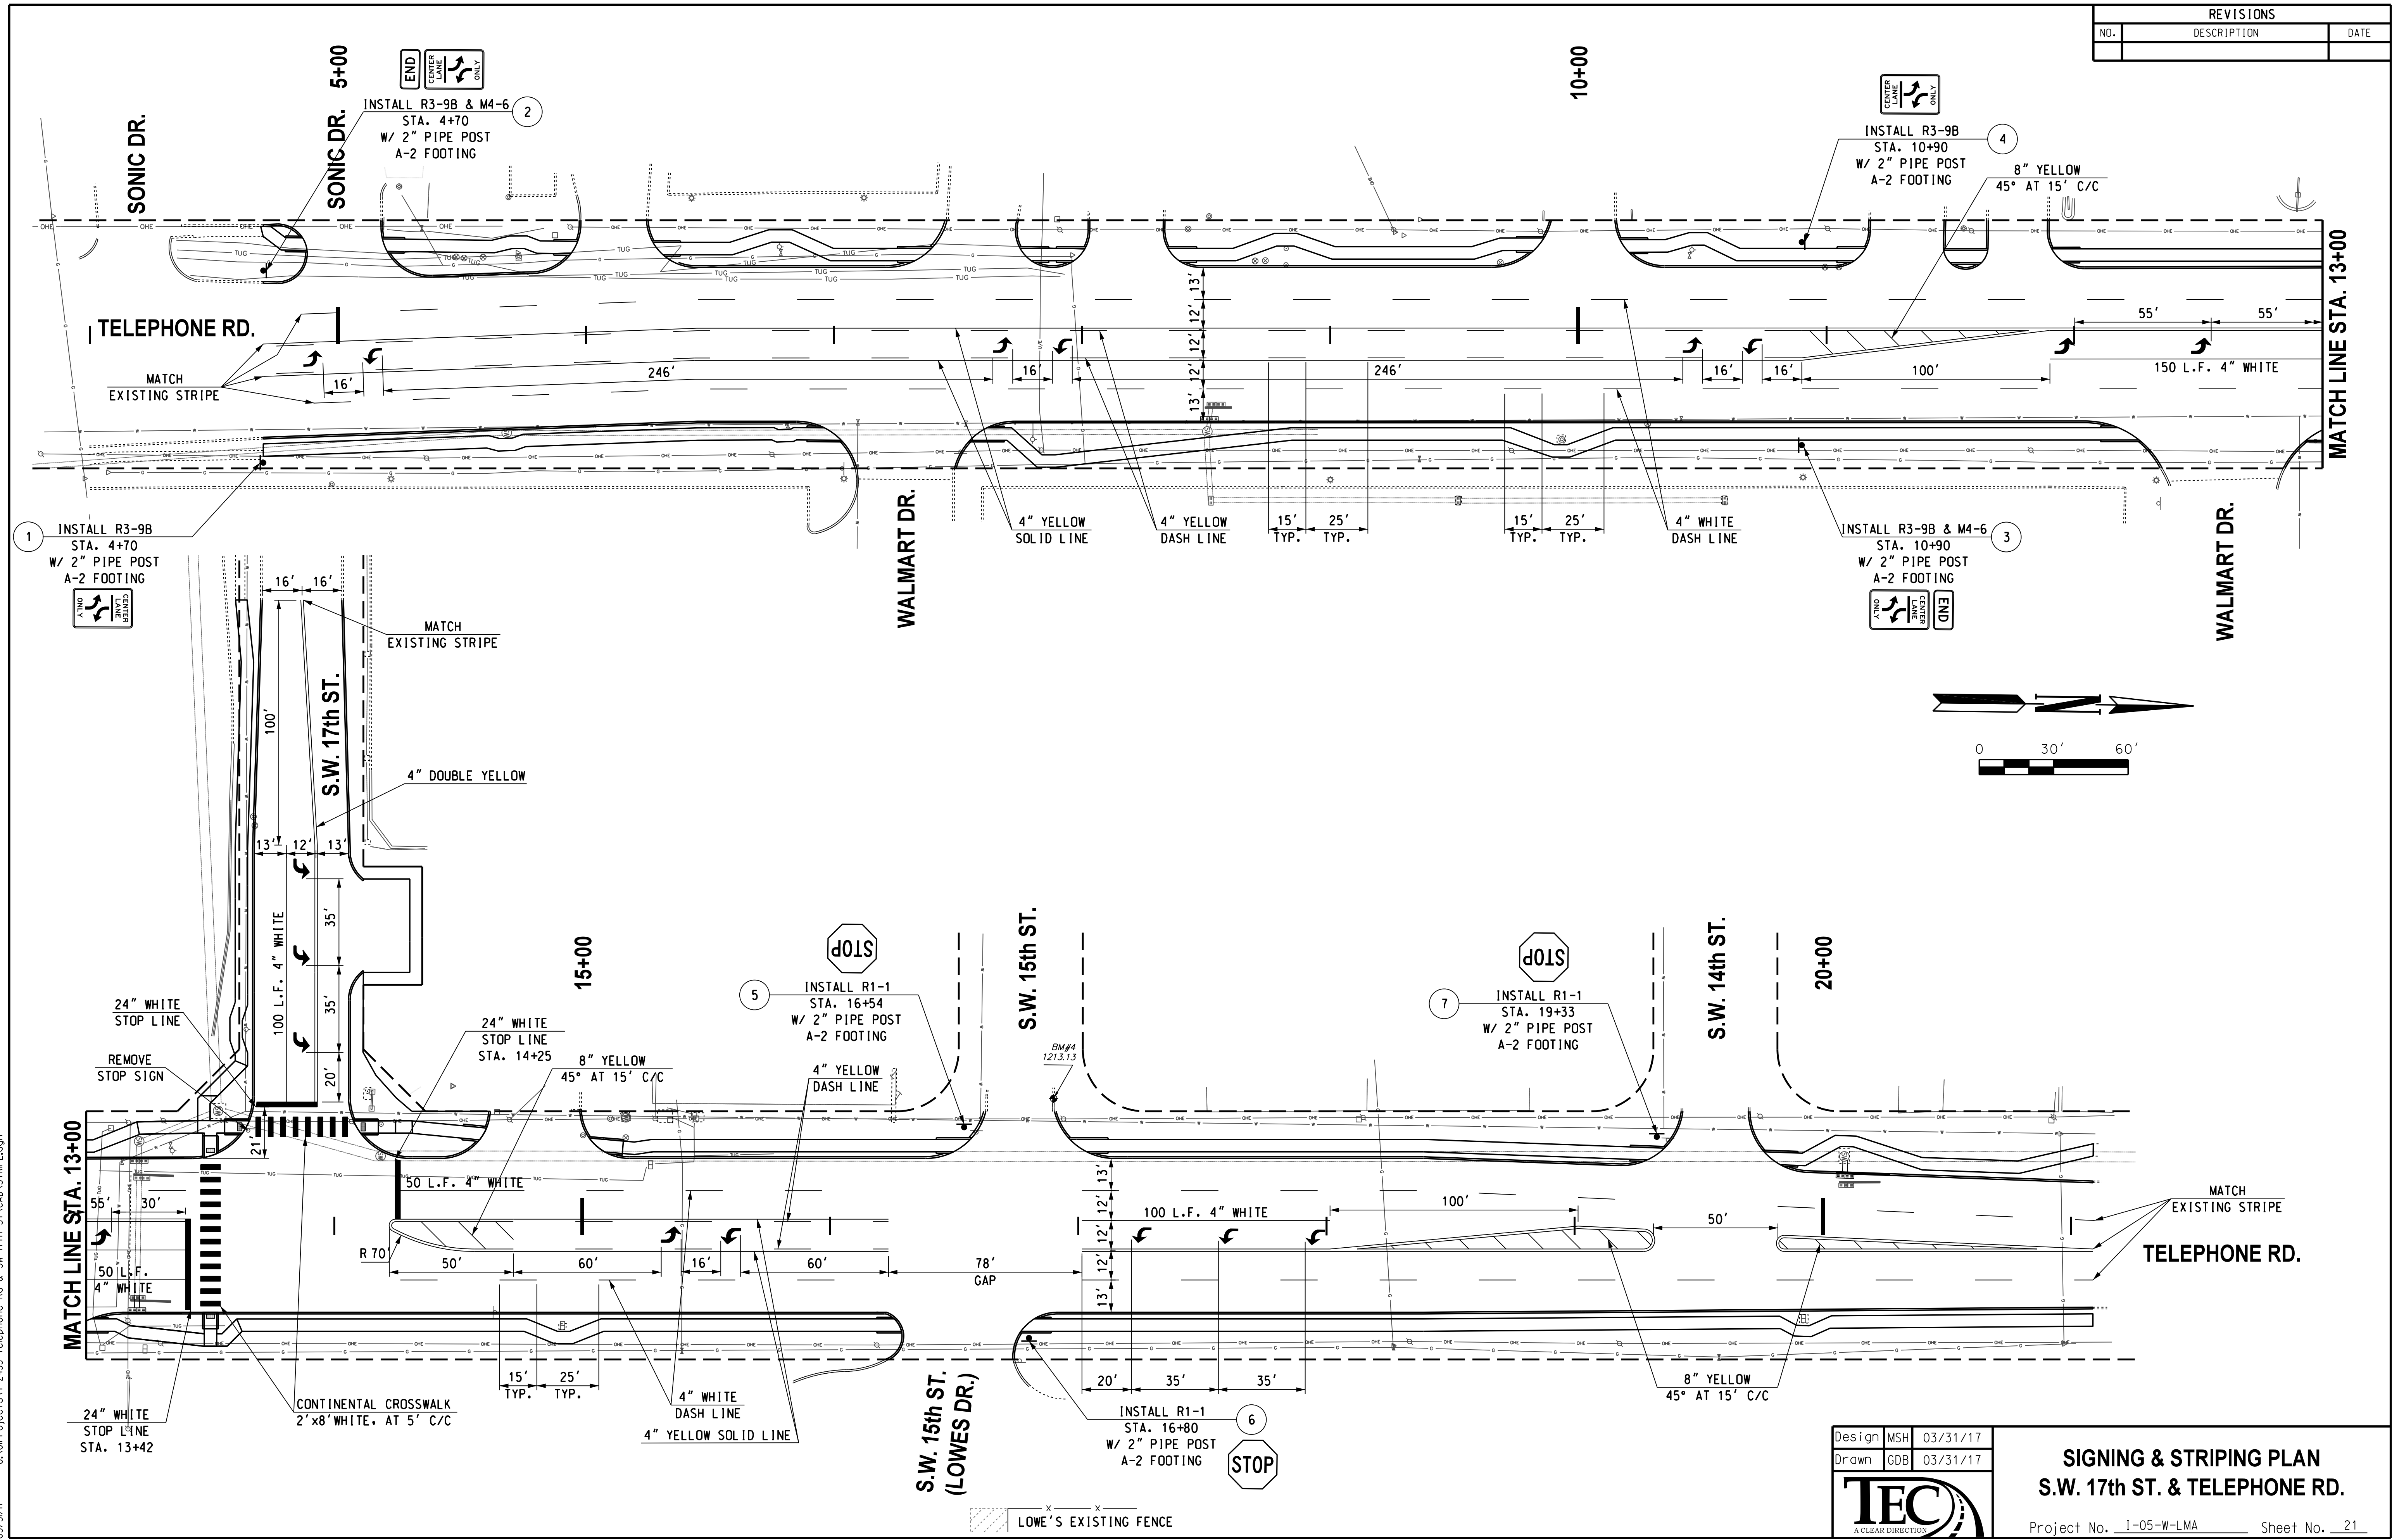 REVISIONS
NO. DESCRIPTION DATE
SONIC DR.
SONIC DR.
5+00
END
CENTER LANE ONLY
INSTALL R3-9B & M4-6
STA. 4+70
W/ 2" PIPE POST
A-2 FOOTING
2
10+00
CENTER LANE ONLY
INSTALL R3-9B
STA. 10+90
W/ 2" PIPE POST
A-2 FOOTING
4
8" YELLOW
45° AT 15' C/C
TELEPHONE RD.
MATCH
EXISTING STRIPE
16'
246'
16'
246'
16'
16'
100'
13'
12'
12'
12'
13'
55'
55'
150 L.F. 4" WHITE
MATCH LINE STA. 13+00
1
INSTALL R3-9B
STA. 4+70
W/ 2" PIPE POST
A-2 FOOTING
CENTER LANE ONLY
WALMART DR.
4" YELLOW
SOLID LINE
4" YELLOW
DASH LINE
15'
TYP.
25'
TYP.
15'
TYP.
25'
TYP.
4" WHITE
DASH LINE
INSTALL R3-9B & M4-6
STA. 10+90
W/ 2" PIPE POST
A-2 FOOTING
3
CENTER LANE ONLY
END
WALMART DR.
0 30' 60'
16' 16'
MATCH
EXISTING STRIPE
100'
S.W. 17th ST.
4" DOUBLE YELLOW
13' 12' 13'
35'
35'
20'
100 L.F. 4" WHITE
24" WHITE
STOP LINE
REMOVE
STOP SIGN
21'
MATCH LINE STA. 13+00
55' 30'
50 L.F.
4" WHITE
24" WHITE
STOP LINE
STA. 13+42
CONTINENTAL CROSSWALK
2'x8' WHITE, AT 5' C/C
24" WHITE
STOP LINE
STA. 14+25
15+00
8" YELLOW
45° AT 15' C/C
50 L.F. 4" WHITE
R 70'
50'
60'
16'
60'
78'
GAP
4" YELLOW
DASH LINE
15'
TYP.
25'
TYP.
4" WHITE
DASH LINE
4" YELLOW SOLID LINE
STOP
5
INSTALL R1-1
STA. 16+54
W/ 2" PIPE POST
A-2 FOOTING
S.W. 15th ST.
BM#4
1213.13
13'
12'
12'
12'
13'
100 L.F. 4" WHITE
100'
50'
20' 35' 35'
S.W. 15th ST.
(LOWES DR.)
INSTALL R1-1
STA. 16+80
W/ 2" PIPE POST
A-2 FOOTING
6
STOP
STOP
7
INSTALL R1-1
STA. 19+33
W/ 2" PIPE POST
A-2 FOOTING
S.W. 14th ST.
20+00
MATCH
EXISTING STRIPE
TELEPHONE RD.
8" YELLOW
45° AT 15' C/C
LOWE'S EXISTING FENCE
Design MSH 03/31/17
Drawn GDB 03/31/17
TEC
A CLEAR DIRECTION
SIGNING & STRIPING PLAN
S.W. 17th ST. & TELEPHONE RD.
Project No. I-05-W-LMA Sheet No. 21